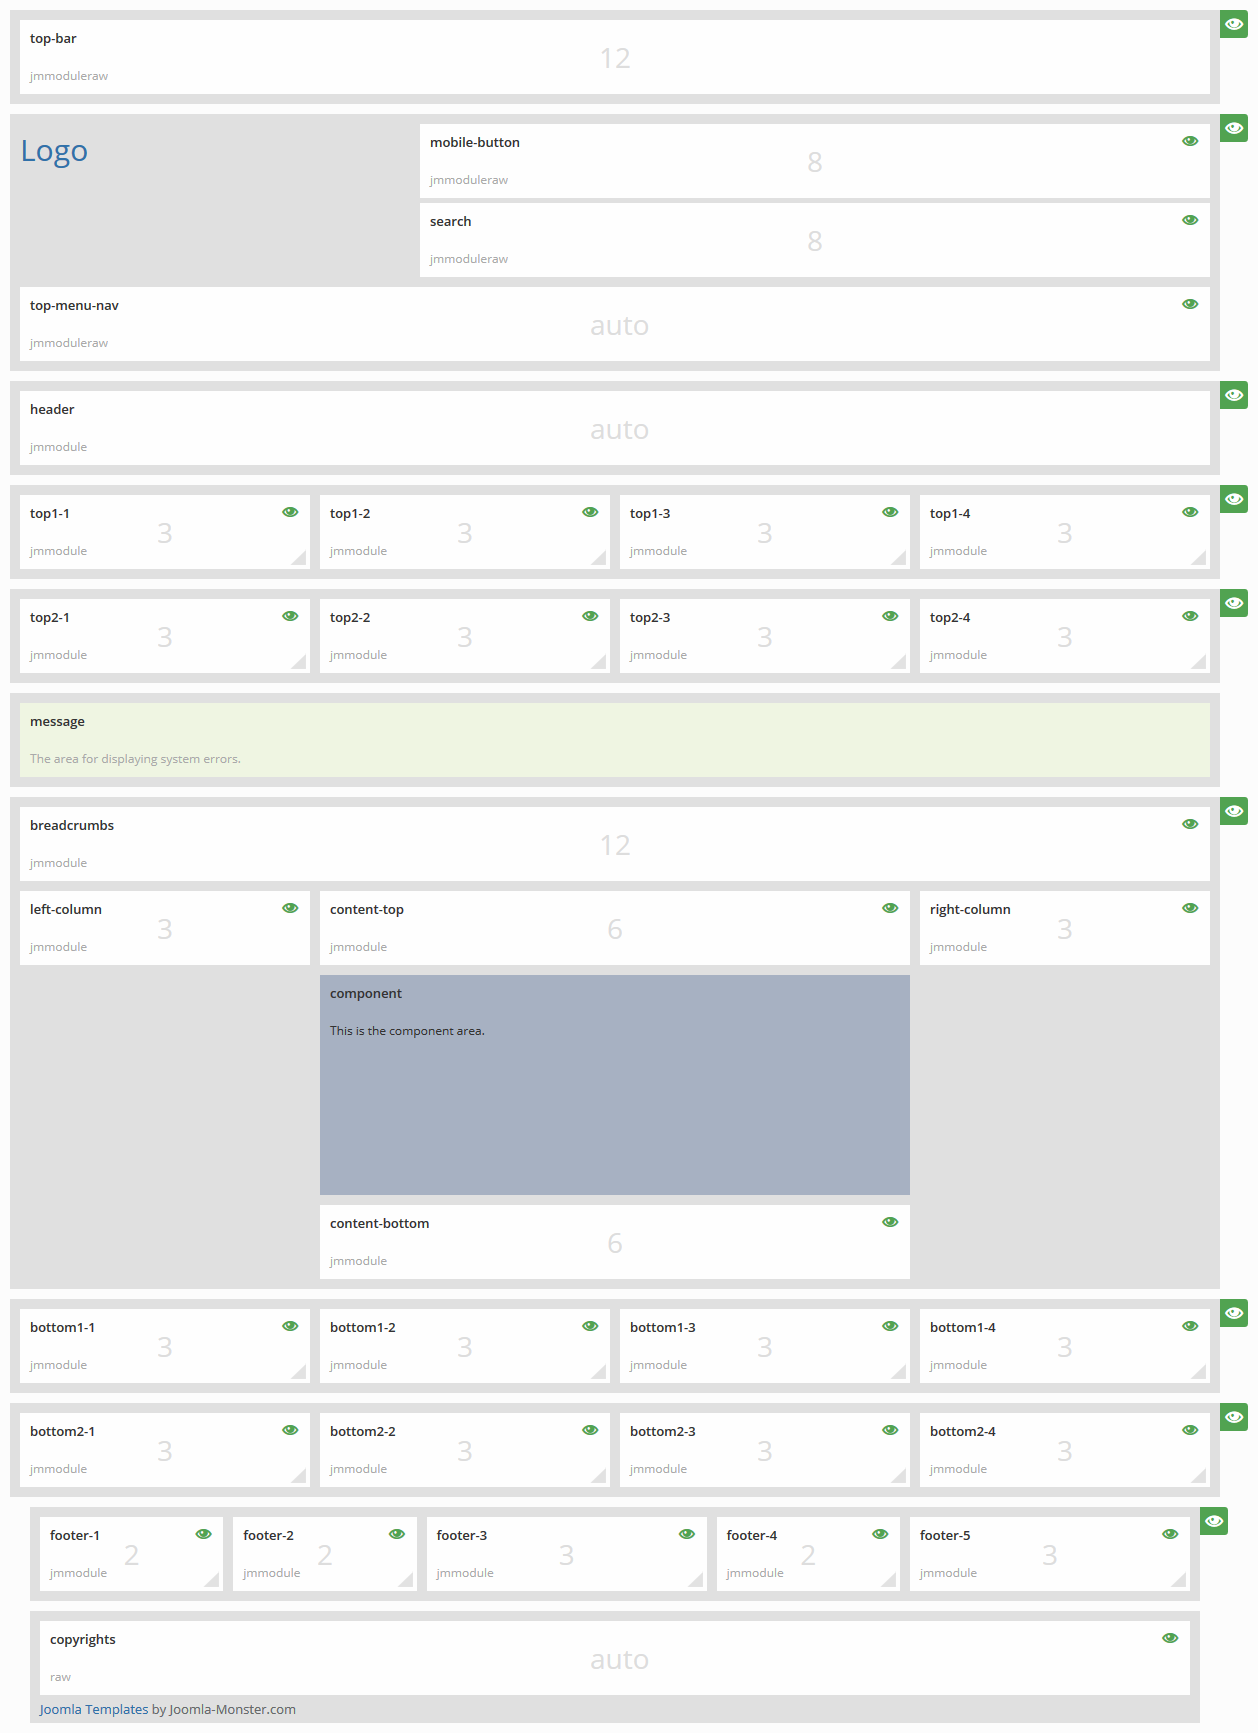 top-bar
12
jmmoduleraw
Logo
mobile-button
8
jmmoduleraw
search
8
jmmoduleraw
top-menu-nav
auto
jmmoduleraw
header
auto
jmmodule
top1-1 top1-2 top1-3 top1-4
3 3 3 3
jmmodule jmmodule jmmodule jmmodule
top2-1 top2-2 top2-3 top2-4
3 3 3 3
jmmodule jmmodule jmmodule jmmodule
message
The area for displaying system errors.
breadcrumbs
12
jmmodule
left-column content-top right-column
3 6 3
jmmodule jmmodule jmmodule
component
This is the component area.
content-bottom
6
jmmodule
bottom1-1 bottom1-2 bottom1-3 bottom1-4
3 3 3 3
jmmodule jmmodule jmmodule jmmodule
bottom2-1 bottom2-2 bottom2-3 bottom2-4
3 3 3 3
jmmodule jmmodule jmmodule jmmodule
footer-1 footer-2 footer-3 footer-4 footer-5
2 2 3 2 3
jmmodule jmmodule jmmodule jmmodule jmmodule
copyrights
auto
raw
Joomla Templates by Joomla-Monster.com